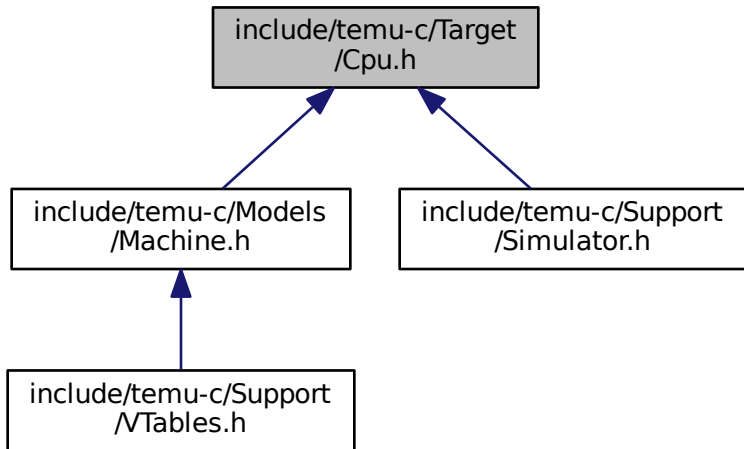 include/temu-c/Target
/Cpu.h
include/temu-c/Models
/Machine.h
include/temu-c/Support
/Simulator.h
include/temu-c/Support
/VTables.h